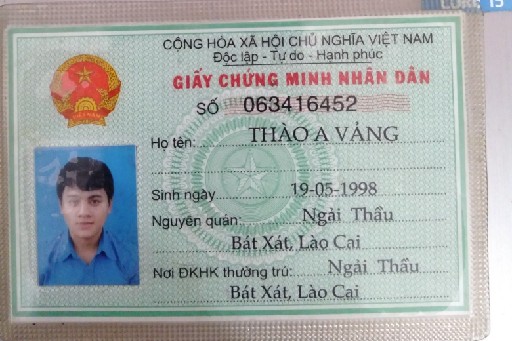 CORE i5
CỘNG HÒA XÃ HỘI CHỦ NGHĨA VIỆT NAM
Độc lập - Tự do - Hạnh phúc
GIẤY CHỨNG MINH NHÂN DÂN
SỐ 063416452
Họ tên: THÀO A VẢNG
Sinh ngày 19-05-1998
Nguyên quán: Ngải Thầu
Bát Xát, Lào Cai
Nơi ĐKHK thường trú: Ngải Thầu
Bát Xát, Lào Cai